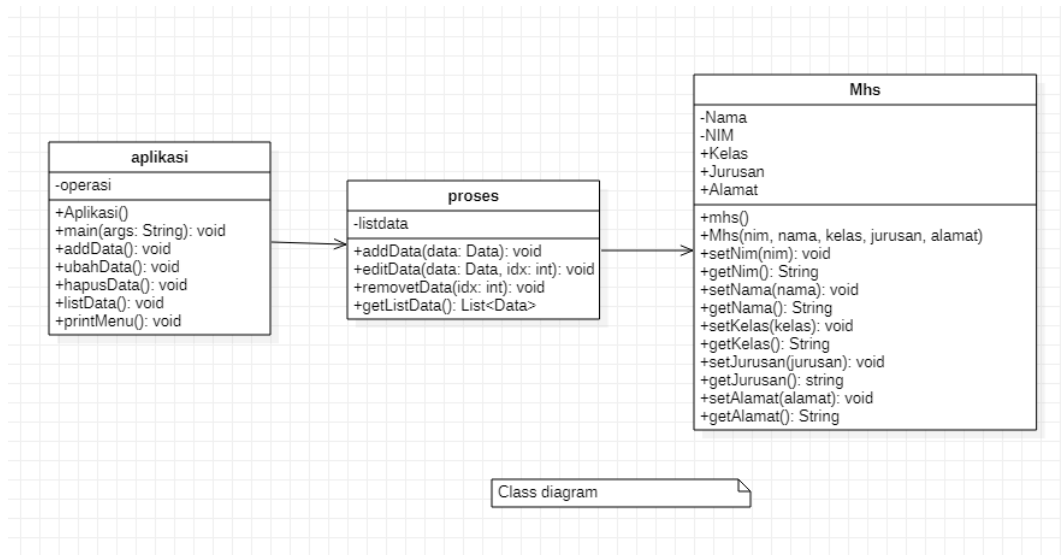 aplikasi
-operasi
+Aplikasi()
+main(args: String): void
+addData(): void
+ubahData(): void
+hapusData(): void
+listData(): void
+printMenu(): void
proses
-listdata
+addData(data: Data): void
+editData(data: Data, idx: int): void
+removetData(idx: int): void
+getListData(): List<Data>
Mhs
-Nama
-NIM
+Kelas
+Jurusan
+Alamat
+mhs()
+Mhs(nim, nama, kelas, jurusan, alamat)
+setNim(nim): void
+getNim(): String
+setNama(nama): void
+getNama(): String
+setKelas(kelas): void
+getKelas(): String
+setJurusan(jurusan): void
+getJurusan(): string
+setAlamat(alamat): void
+getAlamat(): String
Class diagram